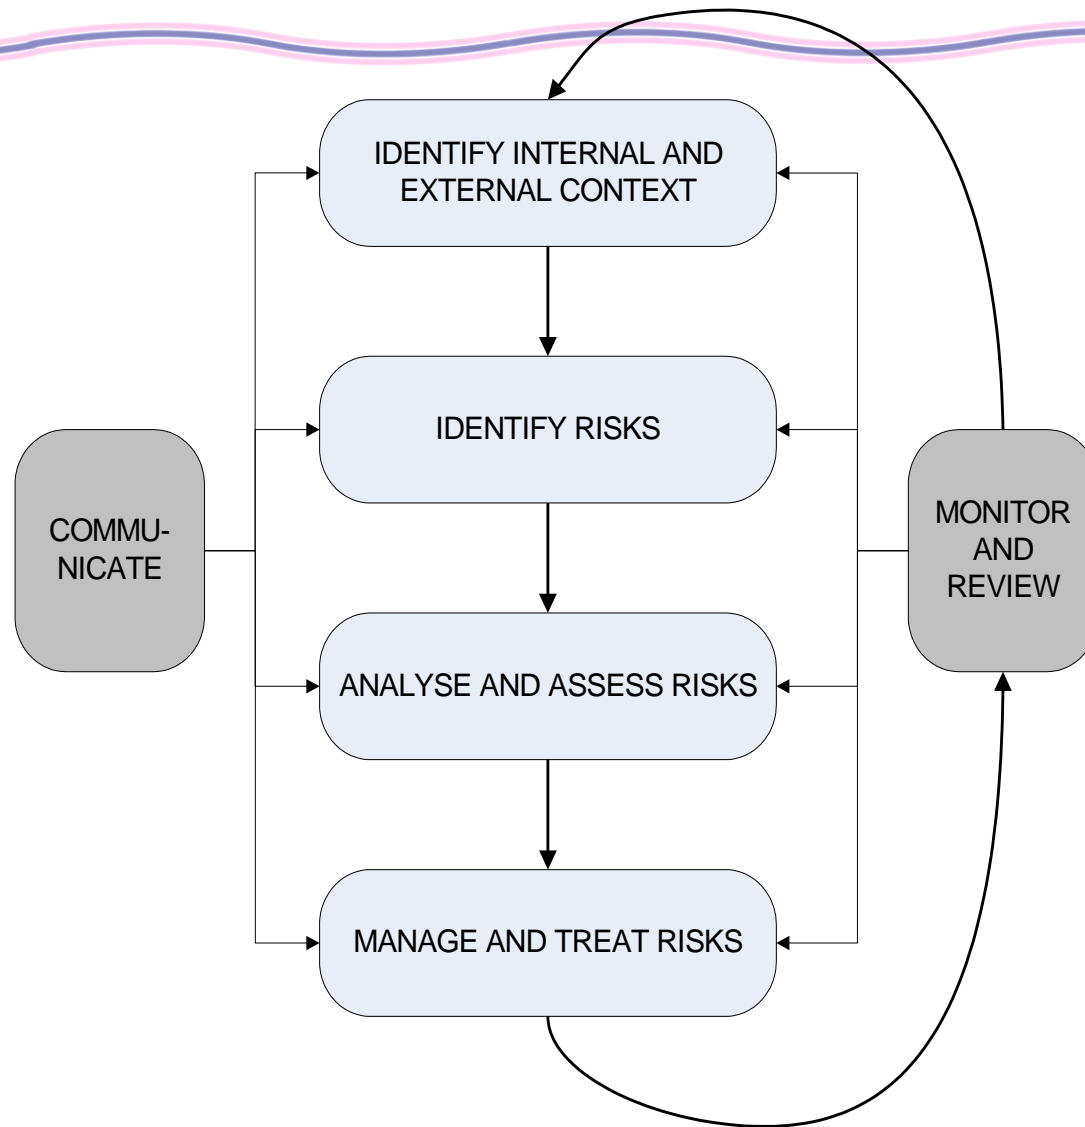 IDENTIFY INTERNAL AND
EXTERNAL CONTEXT
IDENTIFY RISKS
COMMU-
NICATE
MONITOR
AND
REVIEW
ANALYSE AND ASSESS RISKS
MANAGE AND TREAT RISKS